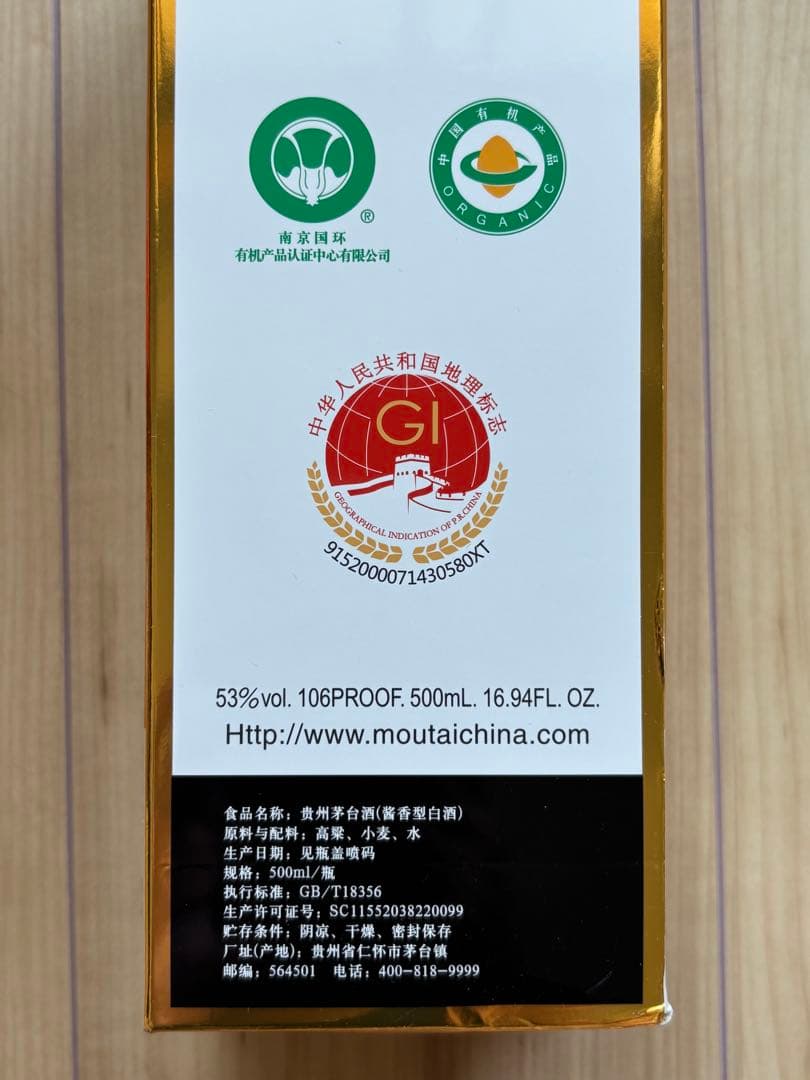 ®
南京国环
有机产品认证中心有限公司
中国有机产品
ORGANIC
中华人民共和国地理标志
GI
GEOGRAPHICAL INDICATION OF P.R.CHINA
9152000071430580XT
53%vol. 106PROOF. 500mL. 16.94FL. OZ.
Http://www.moutaichina.com
食品名称：贵州茅台酒(酱香型白酒)
原料与配料：高粱、小麦、水
生产日期：见瓶盖喷码
规格：500ml/瓶
执行标准：GB/T18356
生产许可证号：SC11552038220099
贮存条件：阴凉、干燥、密封保存
厂址(产地)：贵州省仁怀市茅台镇
邮编：564501 电话：400-818-9999